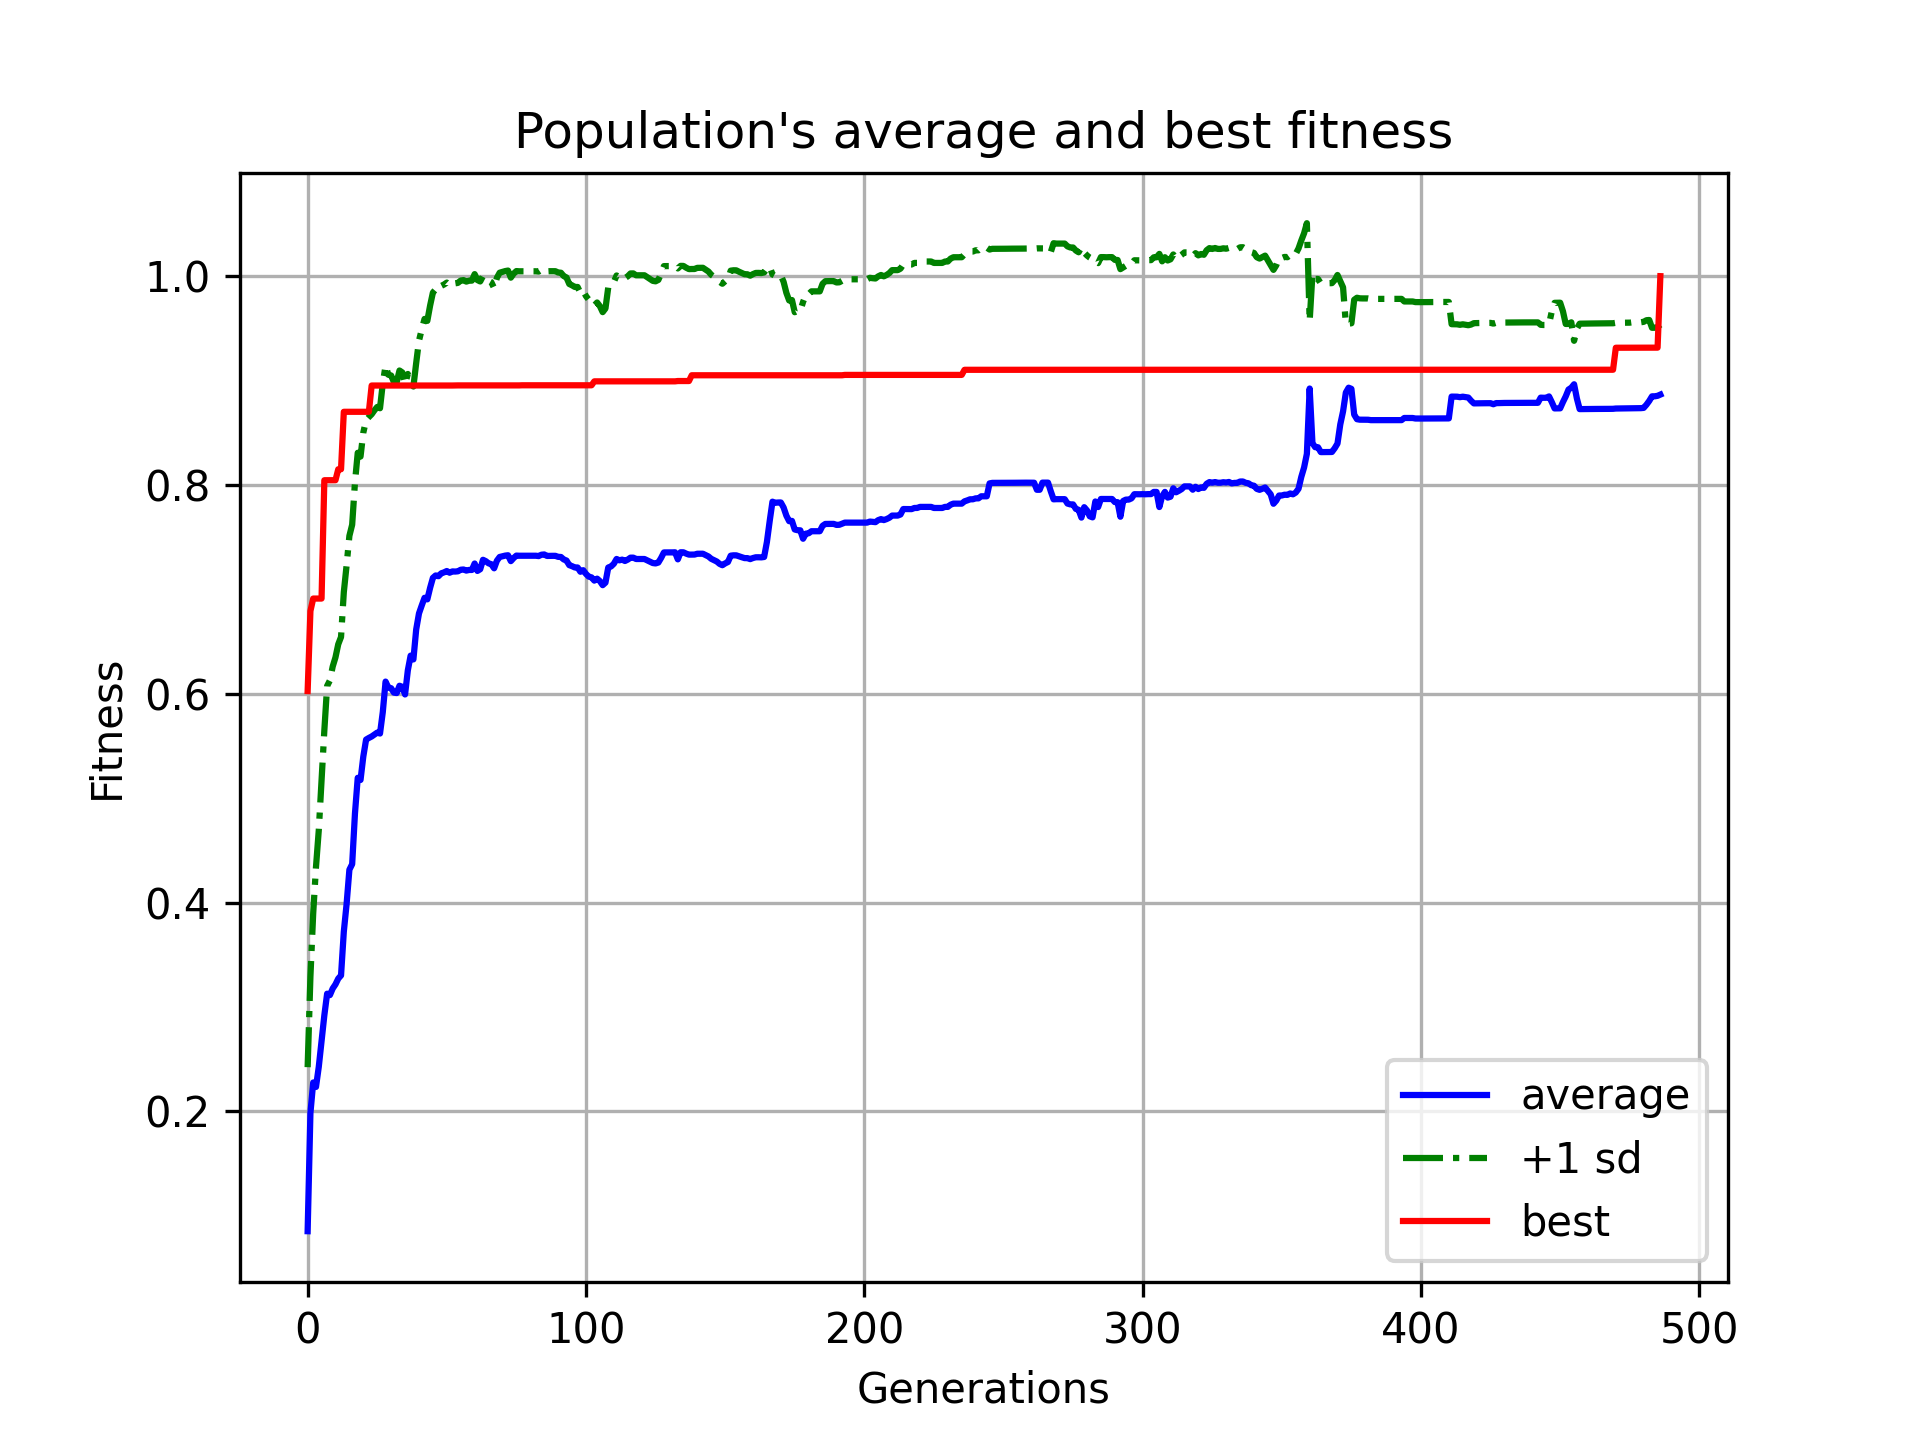 Population's average and best fitness
1.0
0.8
0.6
0.4
0.2
Fitness
average
+1 sd
best
0 100 200 300 400 500
Generations